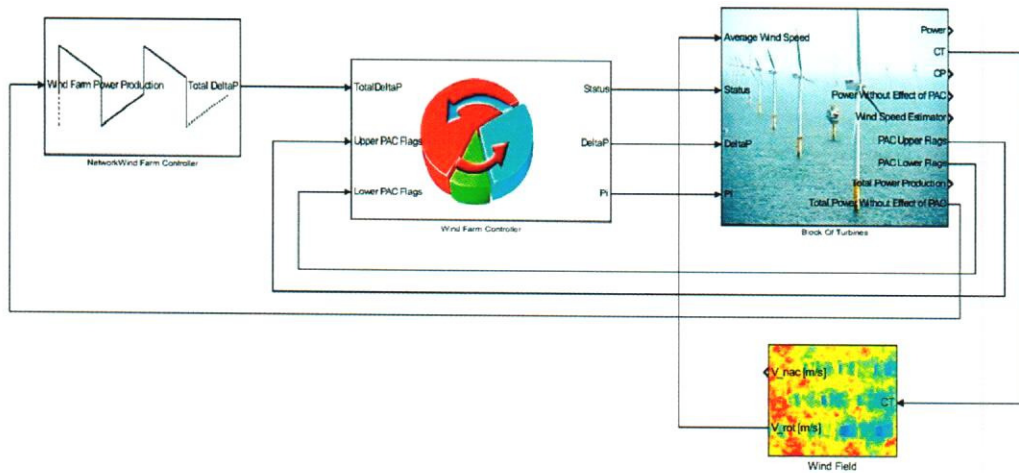 Wind Farm Power Production
Total DeltaP
NetworkWind Farm Controller
TotalDeltaP
Upper PAC Flags
Lower PAC Flags
Status
DeltaP
Pi
Wind Farm Controller
Average Wind Speed
Status
DeltaP
Pi
Power
CT
CP
Power Without Effect of PAC
Wind Speed Estimator
PAC Upper Flags
PAC Lower Flags
Total Power Production
Total Power Without Effect of PAC
Block Of Turbines
V_nac [m/s]
V_rot [m/s]
CT
Wind Field